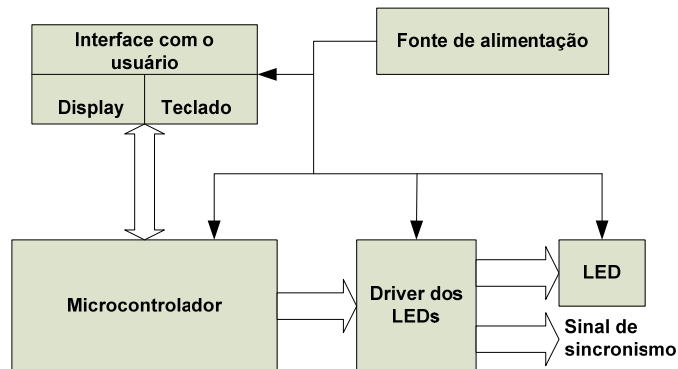 Interface com o
usuário
Display
Teclado
Fonte de alimentação
Microcontrolador
Driver dos
LEDs
LED
Sinal de
sincronismo